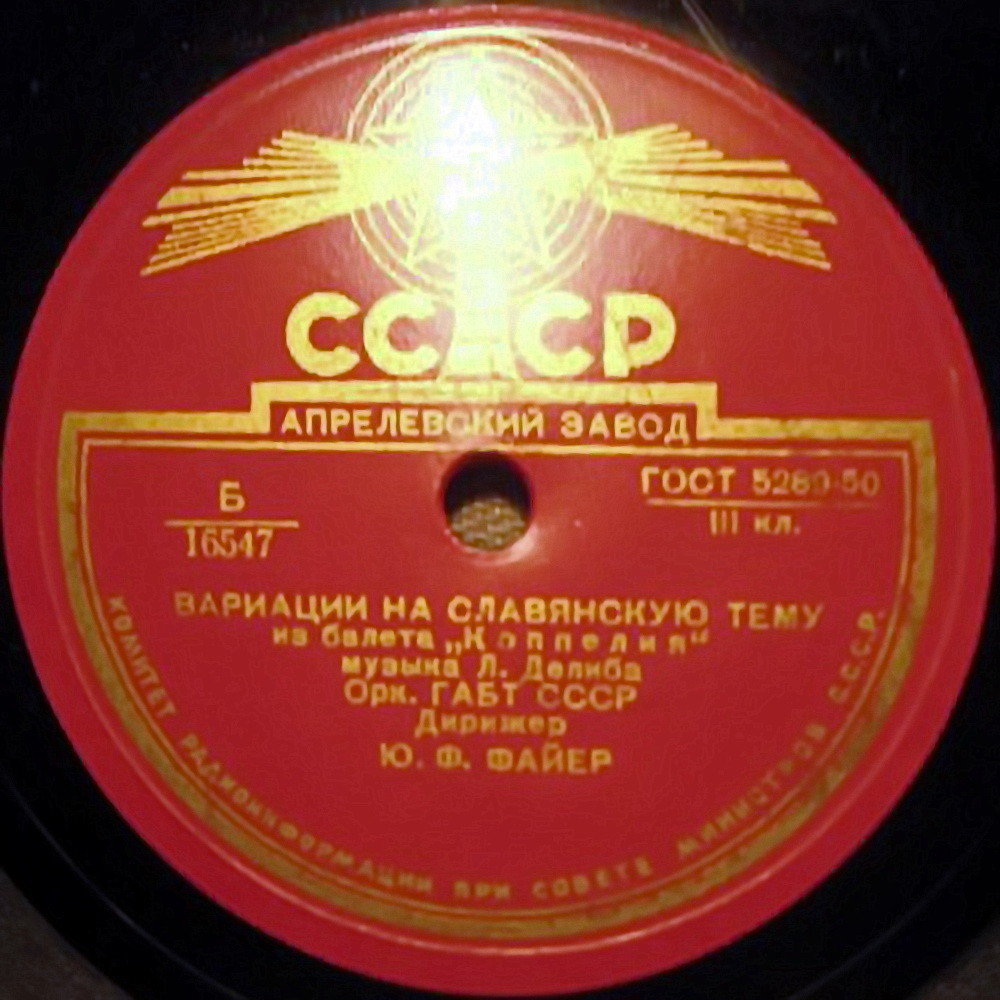 СССР
АПРЕЛЕВСКИЙ ЗАВОД
Б
16547
ГОСТ 5289-50
III кл.
ВАРИАЦИИ НА СЛАВЯНСКУЮ ТЕМУ
из балета „Коппелия“
музыка Л. Делиба
Орк. ГАБТ СССР
Дирижер
Ю. Ф. ФАЙЕР
КОМИТЕТ РАДИОИНФОРМАЦИИ ПРИ СОВЕТЕ МИНИСТРОВ С.С.С.Р.